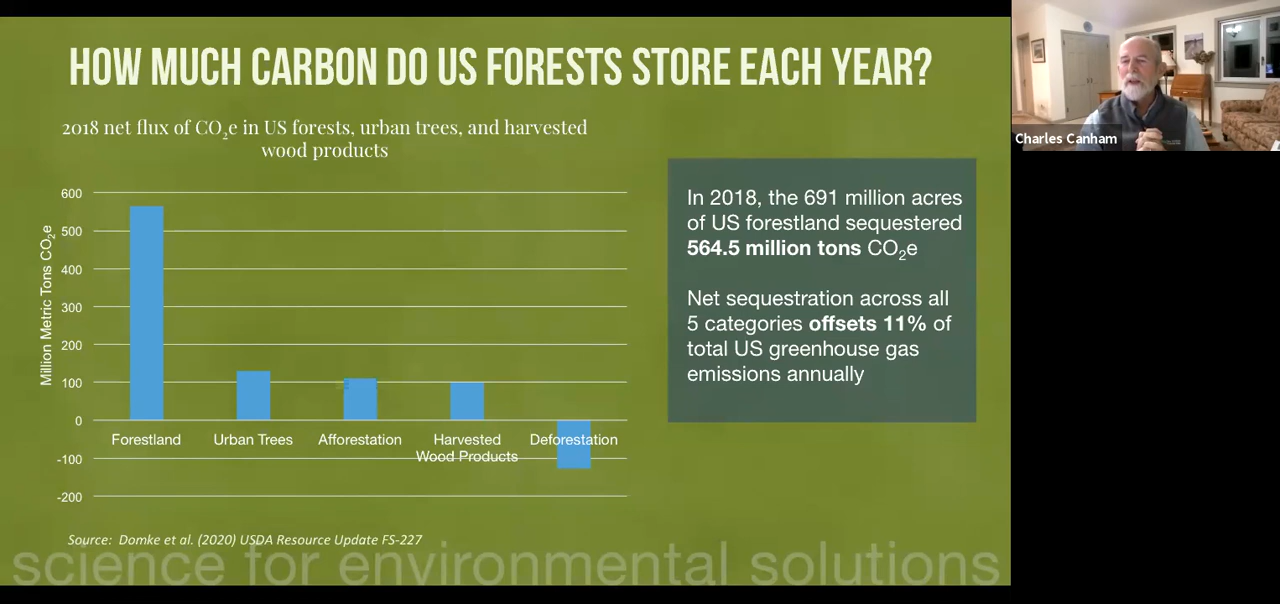 HOW MUCH CARBON DO US FORESTS STORE EACH YEAR?
2018 net flux of CO₂e in US forests, urban trees, and harvested
wood products
Million Metric Tons CO₂e
600
500
400
300
200
100
0
-100
-200
Forestland
Urban Trees
Afforestation
Harvested
Wood Products
Deforestation
In 2018, the 691 million acres
of US forestland sequestered
564.5 million tons CO₂e
Net sequestration across all
5 categories offsets 11% of
total US greenhouse gas
emissions annually
Source: Domke et al. (2020) USDA Resource Update FS-227
science for environmental solutions
Charles Canham